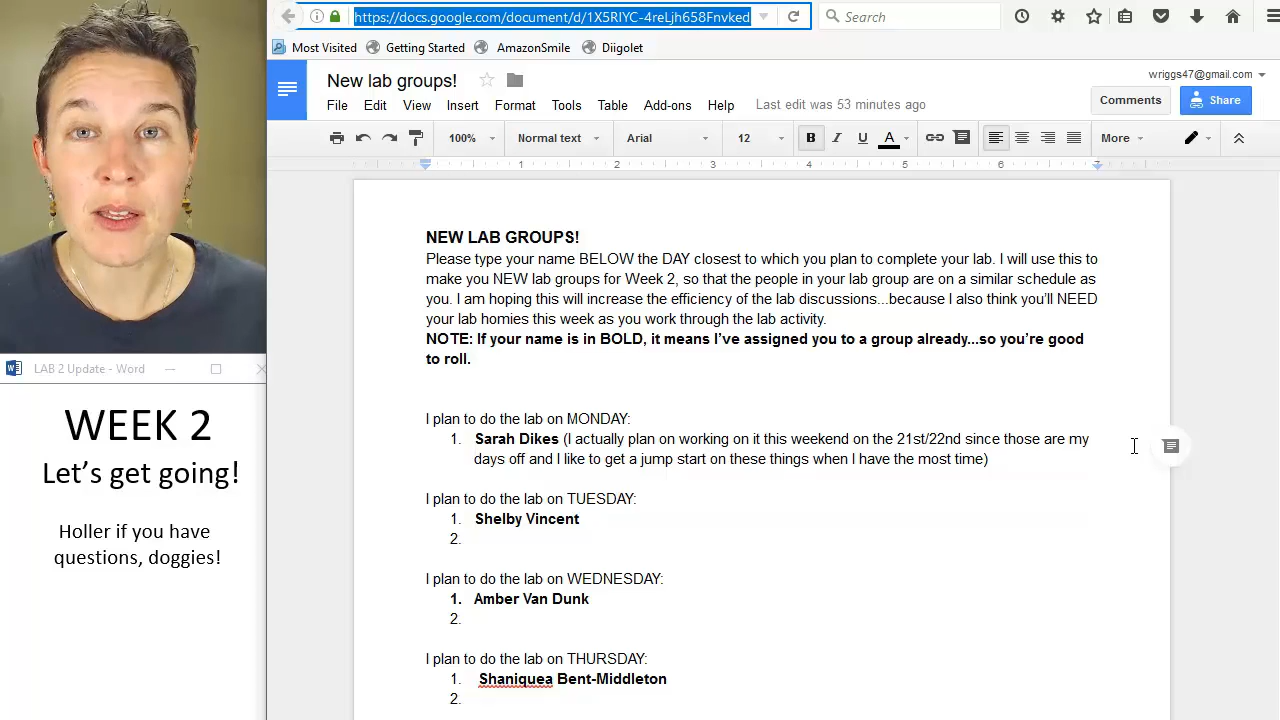 https://docs.google.com/document/d/1X5RIYC-4reLjh658Fnvked
Search
Most Visited
Getting Started
AmazonSmile
Diigolet
New lab groups!
wriggs47@gmail.com
File Edit View Insert Format Tools Table Add-ons Help Last edit was 53 minutes ago
Comments
Share
100% Normal text Arial 12 B I U A More
1 1 2 3 4 5 6 7
NEW LAB GROUPS!
Please type your name BELOW the DAY closest to which you plan to complete your lab. I will use this to
make you NEW lab groups for Week 2, so that the people in your lab group are on a similar schedule as
you. I am hoping this will increase the efficiency of the lab discussions...because I also think you'll NEED
your lab homies this week as you work through the lab activity.
NOTE: If your name is in BOLD, it means I've assigned you to a group already...so you're good
to roll.
I plan to do the lab on MONDAY:
1. Sarah Dikes (I actually plan on working on it this weekend on the 21st/22nd since those are my
days off and I like to get a jump start on these things when I have the most time)
I plan to do the lab on TUESDAY:
1. Shelby Vincent
2.
I plan to do the lab on WEDNESDAY:
1. Amber Van Dunk
2.
I plan to do the lab on THURSDAY:
1. Shaniquea Bent-Middleton
2.
LAB 2 Update - Word
WEEK 2
Let's get going!
Holler if you have
questions, doggies!